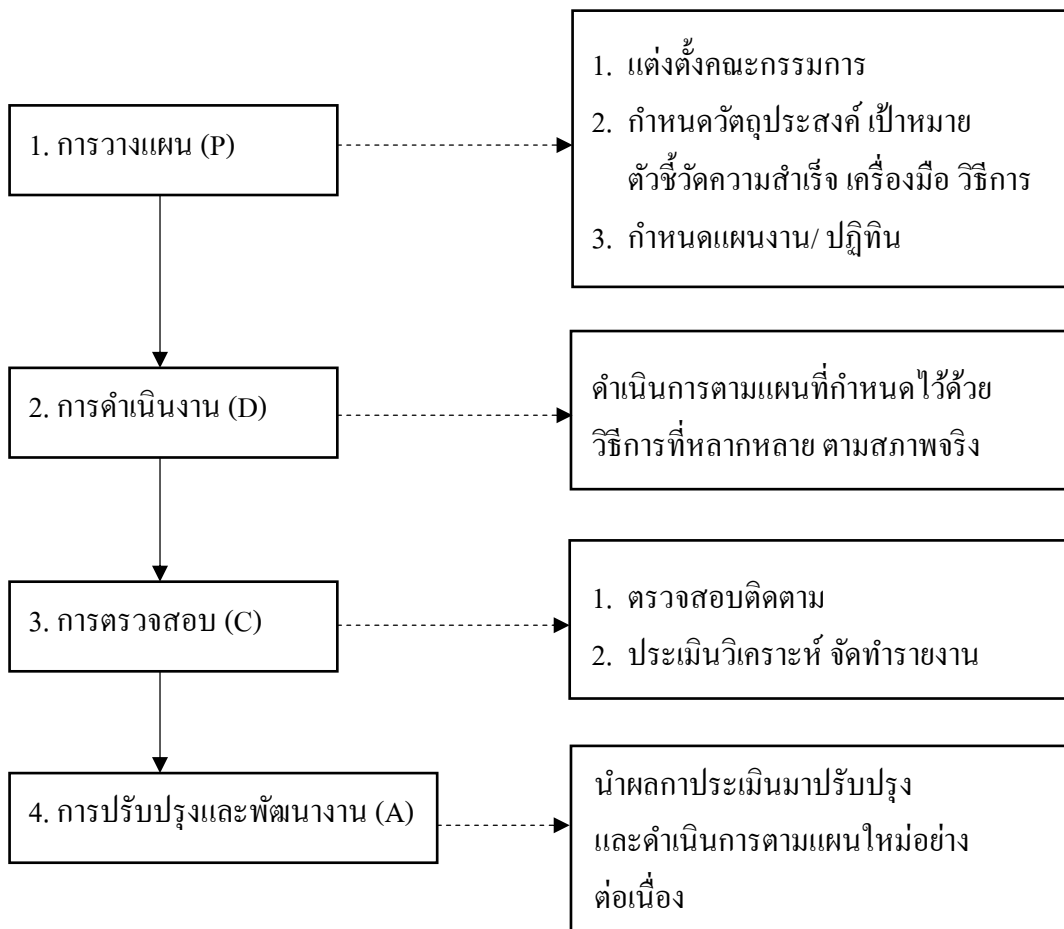 1. การวางแผน (P)
1. แต่งตั้งคณะกรรมการ
2. กำหนดวัตถุประสงค์ เป้าหมาย
ตัวชี้วัดความสำเร็จ เครื่องมือ วิธีการ
3. กำหนดแผนงาน/ ปฏิทิน
2. การดำเนินงาน (D)
ดำเนินการตามแผนที่กำหนดไว้ด้วย
วิธีการที่หลากหลาย ตามสภาพจริง
3. การตรวจสอบ (C)
1. ตรวจสอบติดตาม
2. ประเมินวิเคราะห์ จัดทำรายงาน
4. การปรับปรุงและพัฒนางาน (A)
นำผลกาประเมินมาปรับปรุง
และดำเนินการตามแผนใหม่อย่าง
ต่อเนื่อง